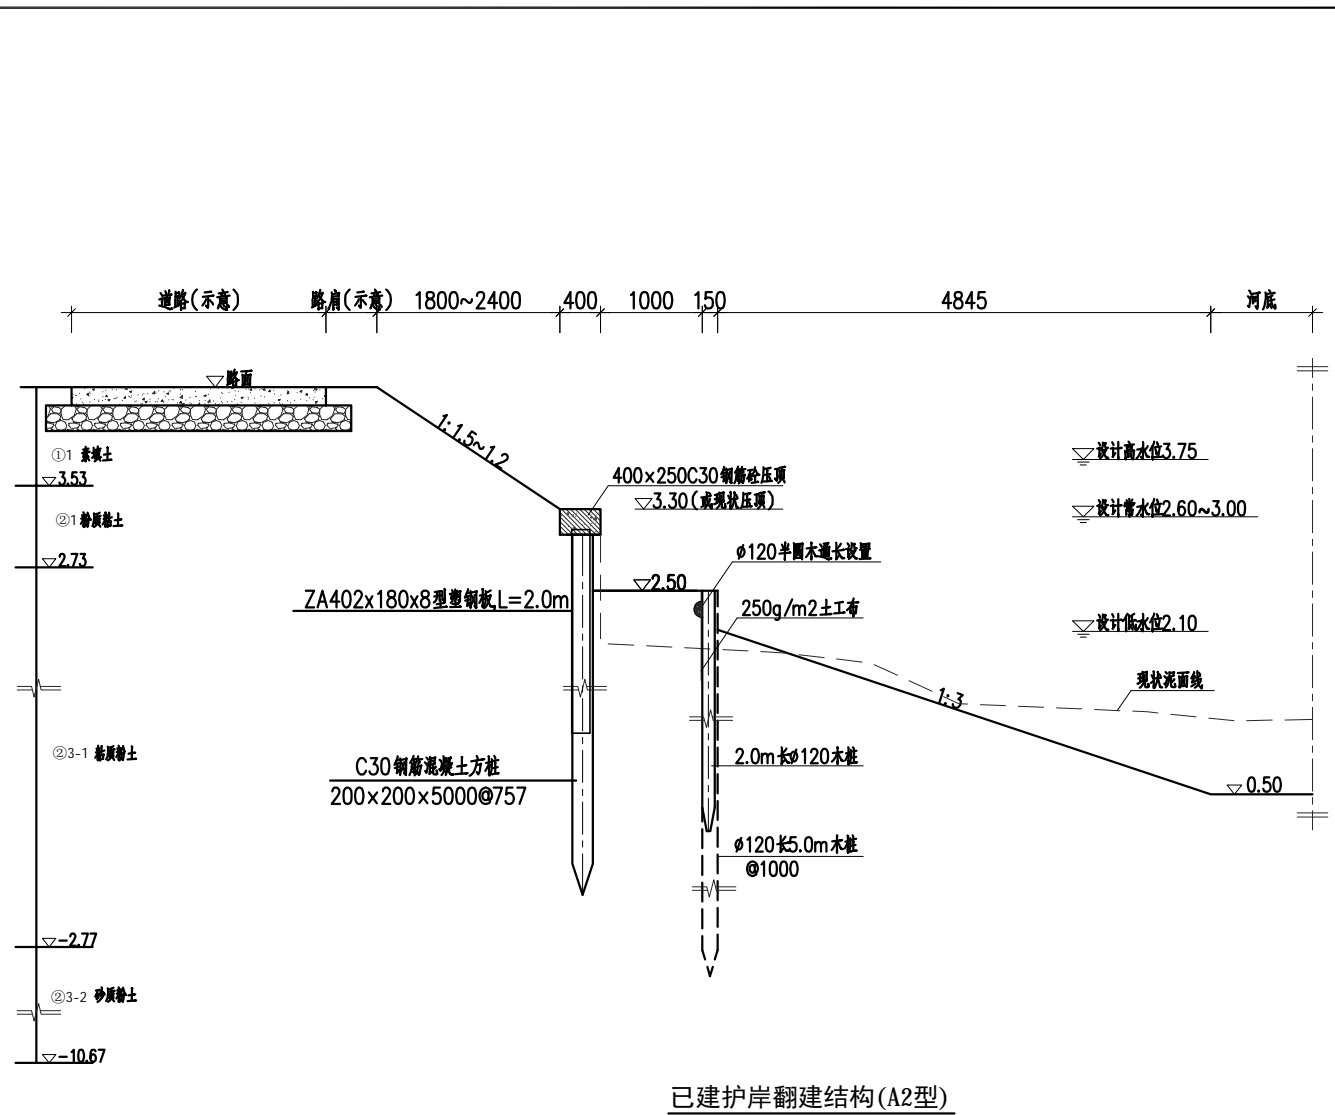 道路(示意)
路肩(示意)
1800~2400
400
1000
150
4845
河底
路面
1:1.5~1.2
①1 素填土
3.53
②1粉质粘土
2.73
400×250C30钢筋砼压顶
3.30(或现状压顶)
设计高水位3.75
设计常水位2.60~3.00
ø120半圆木通长设置
2.50
ZA402x180x8型塑钢板,L=2.0m
250g/m2土工布
设计低水位2.10
现状泥面线
1:3
②3-1 粘质粉土
C30钢筋混凝土方桩
200×200×5000@757
2.0m长ø120木桩
0.50
ø120长5.0m木桩
@1000
-2.77
②3-2 砂质粉土
-10.67
已建护岸翻建结构(A2型)